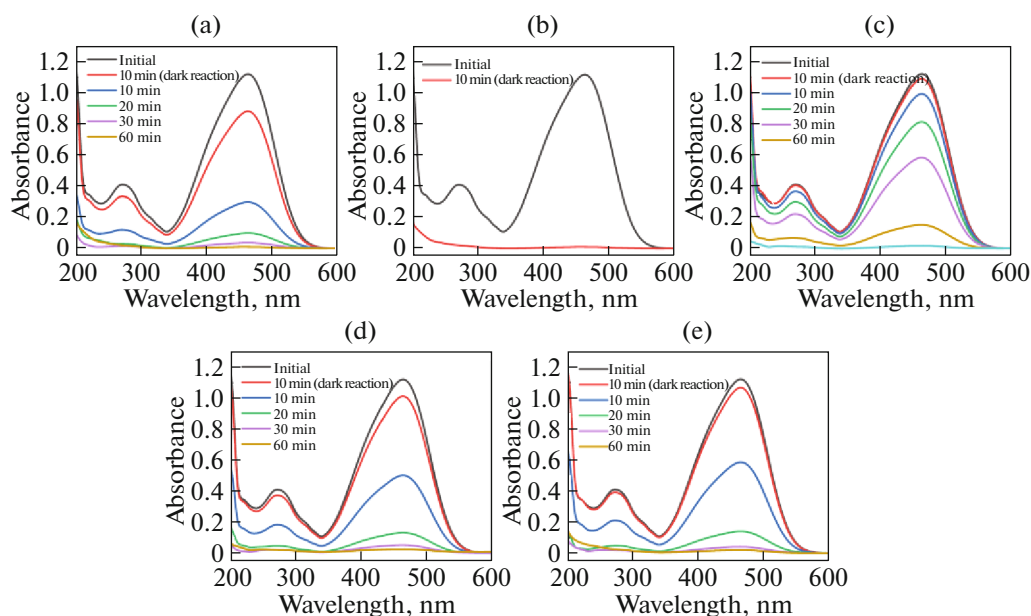 (a)
Absorbance
1.2
1.0
0.8
0.6
0.4
0.2
0
Initial
10 min (dark reaction)
10 min
20 min
30 min
60 min
200 300 400 500 600
Wavelength, nm
(b)
Absorbance
1.2
1.0
0.8
0.6
0.4
0.2
0
Initial
10 min (dark reaction)
200 300 400 500 600
Wavelength, nm
(c)
Absorbance
1.2
1.0
0.8
0.6
0.4
0.2
0
Initial
10 min (dark reaction)
10 min
20 min
30 min
60 min
200 300 400 500 600
Wavelength, nm
(d)
Absorbance
1.2
1.0
0.8
0.6
0.4
0.2
0
Initial
10 min (dark reaction)
10 min
20 min
30 min
60 min
200 300 400 500 600
Wavelength, nm
(e)
Absorbance
1.2
1.0
0.8
0.6
0.4
0.2
0
Initial
10 min (dark reaction)
10 min
20 min
30 min
60 min
200 300 400 500 600
Wavelength, nm